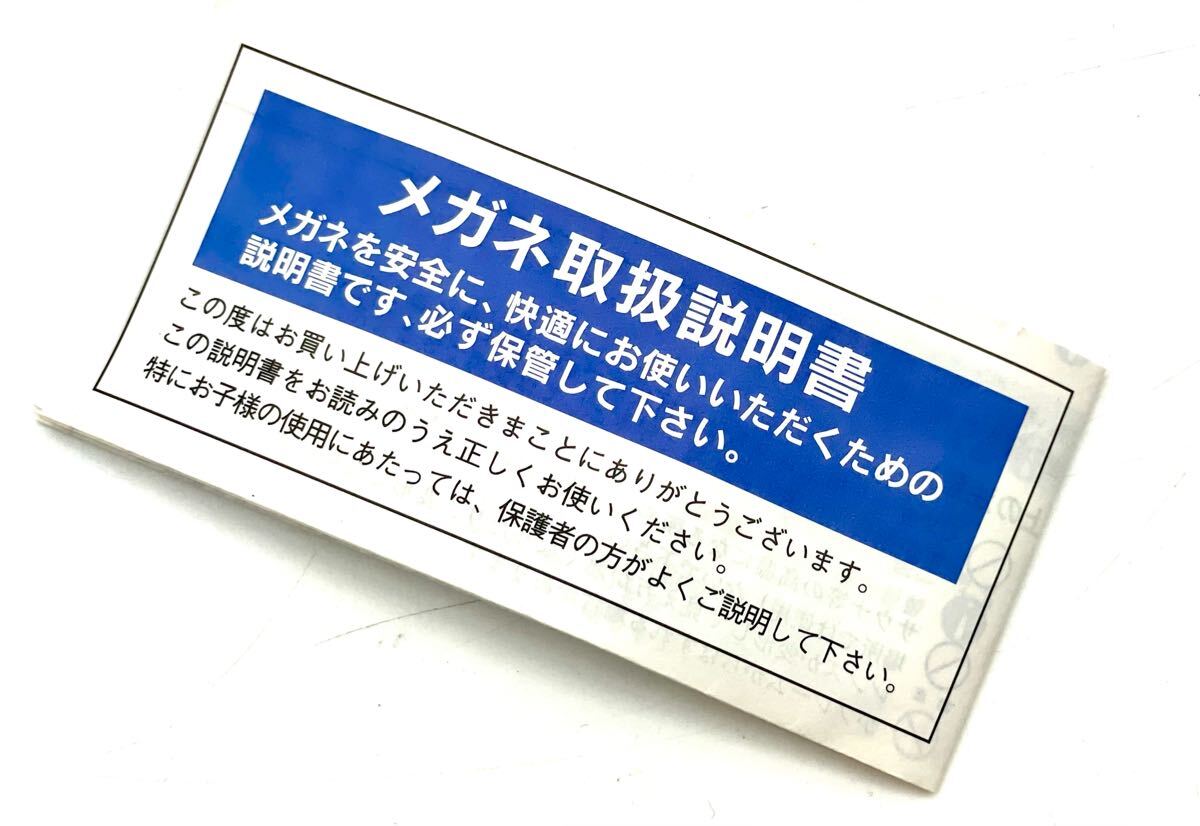 メガネ取扱説明書
メガネを安全に、快適にお使いいただくための
説明書です、必ず保管して下さい。
この度はお買い上げいただきまことにありがとうございます。
この説明書をお読みのうえ正しくお使いください。
特にお子様の使用にあたっては、保護者の方がよくご説明して下さい。